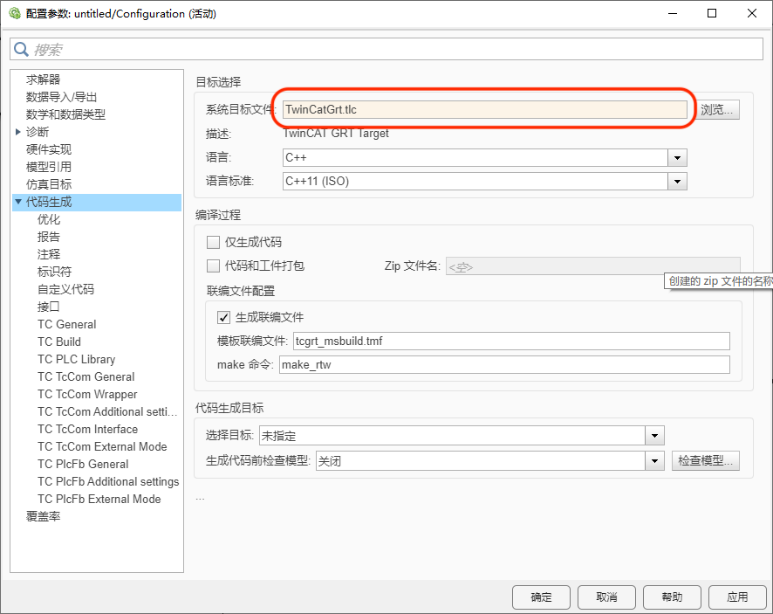 配置参数: untitled/Configuration (活动)
搜索
求解器
数据导入/导出
数学和数据类型
诊断
硬件实现
模型引用
仿真目标
代码生成
优化
报告
注释
标识符
自定义代码
接口
TC General
TC Build
TC PLC Library
TC TcCom General
TC TcCom Wrapper
TC TcCom Additional setti...
TC TcCom Interface
TC TcCom External Mode
TC PlcFb General
TC PlcFb Additional settings
TC PlcFb External Mode
覆盖率
目标选择
系统目标文件: TwinCatGrt.tlc 浏览...
描述: TwinCAT GRT Target
语言: C++
语言标准: C++11 (ISO)
编译过程
仅生成代码
代码和工件打包 Zip 文件名: <空>
创建的 zip 文件的名称
联编文件配置
生成联编文件
模板联编文件: tcgrt_msbuild.tmf
make 命令: make_rtw
代码生成目标
选择目标: 未指定
生成代码前检查模型: 关闭 检查模型...
...
确定 取消 帮助 应用